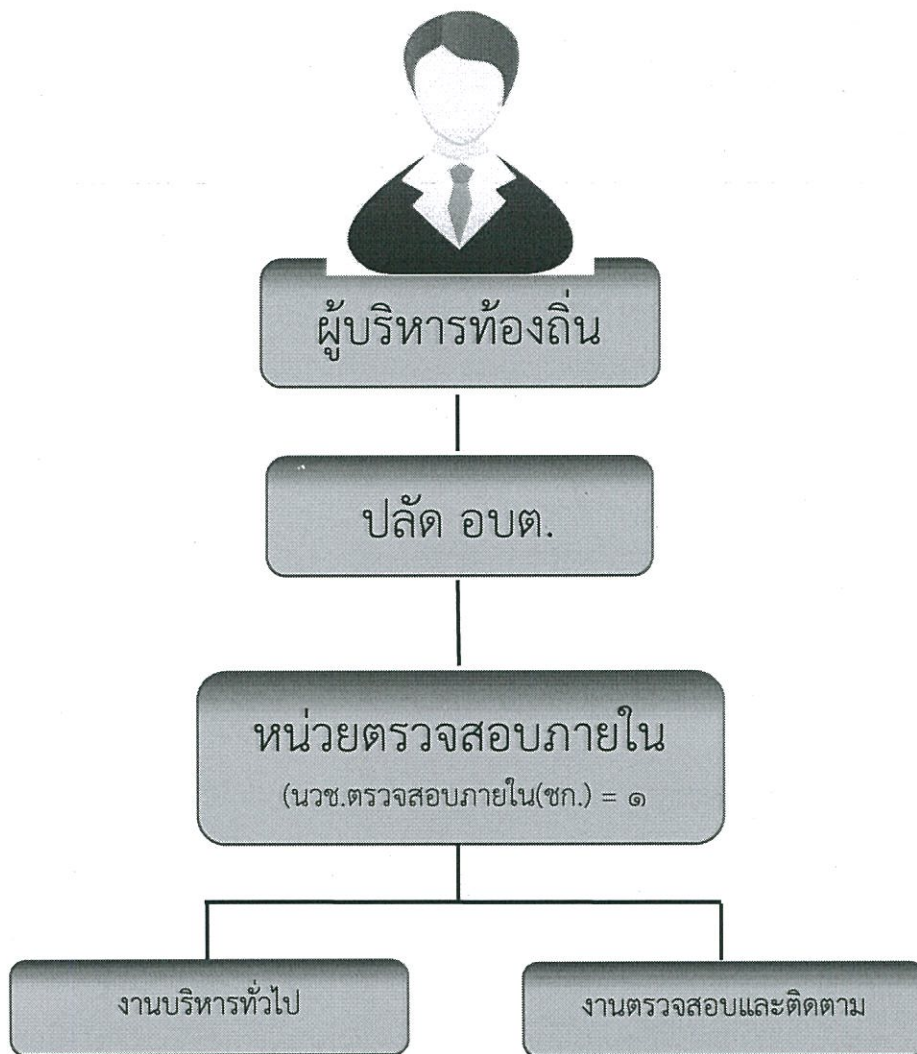 ผู้บริหารท้องถิ่น
ปลัด อบต.
หน่วยตรวจสอบภายใน
(นวช.ตรวจสอบภายใน(ชก.) = ๑
งานบริหารทั่วไป
งานตรวจสอบและติดตาม